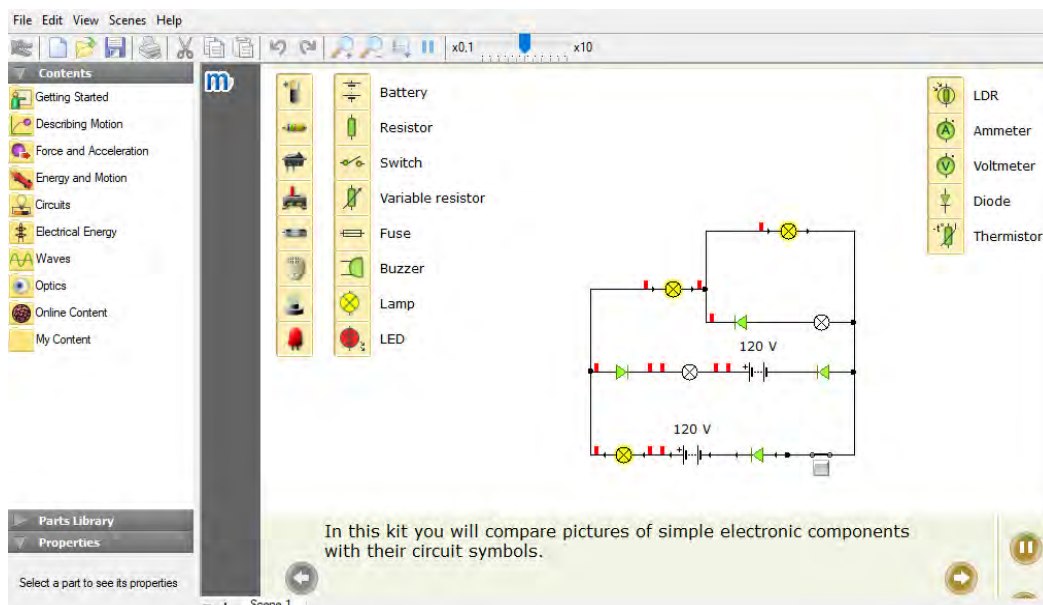 File Edit View Scenes Help
x0.1 x10
Contents
Getting Started
Describing Motion
Force and Acceleration
Energy and Motion
Circuits
Electrical Energy
Waves
Optics
Online Content
My Content
Parts Library
Properties
Select a part to see its properties
m
Battery
Resistor
Switch
Variable resistor
Fuse
Buzzer
Lamp
LED
LDR
A Ammeter
V Voltmeter
Diode
-t° Thermistor
120 V
120 V
In this kit you will compare pictures of simple electronic components
with their circuit symbols.
Scene 1